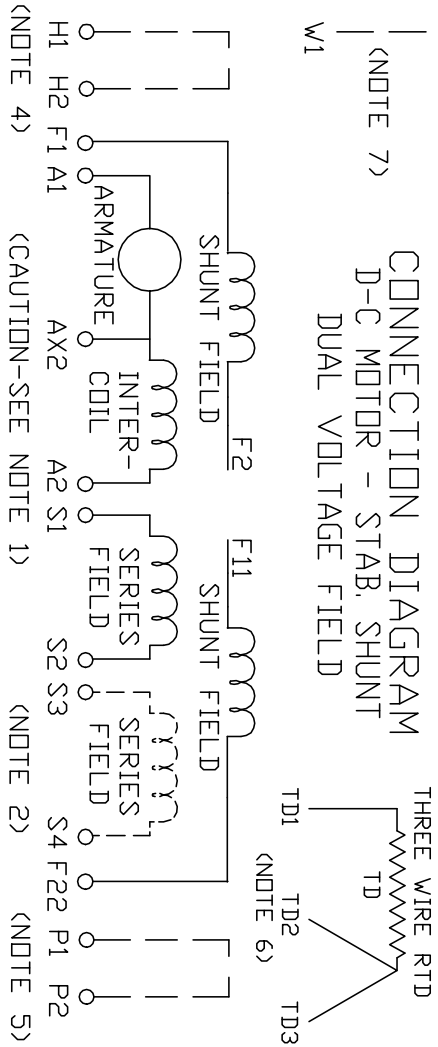 CONNECTION DIAGRAM
D-C MOTOR - STAB. SHUNT
DUAL VOLTAGE FIELD
THREE WIRE RTD
TD
TD1
TD2
TD3
(NOTE 6)
W1
(NOTE 7)
SHUNT FIELD
F2
F11
SHUNT FIELD
ARMATURE
INTER-
COIL
SERIES
FIELD
SERIES
FIELD
H1
H2
F1
A1
AX2
A2
S1
S2
S3
S4
F22
P1
P2
(NOTE 4)
(CAUTION-SEE NOTE 1)
(NOTE 2)
(NOTE 5)